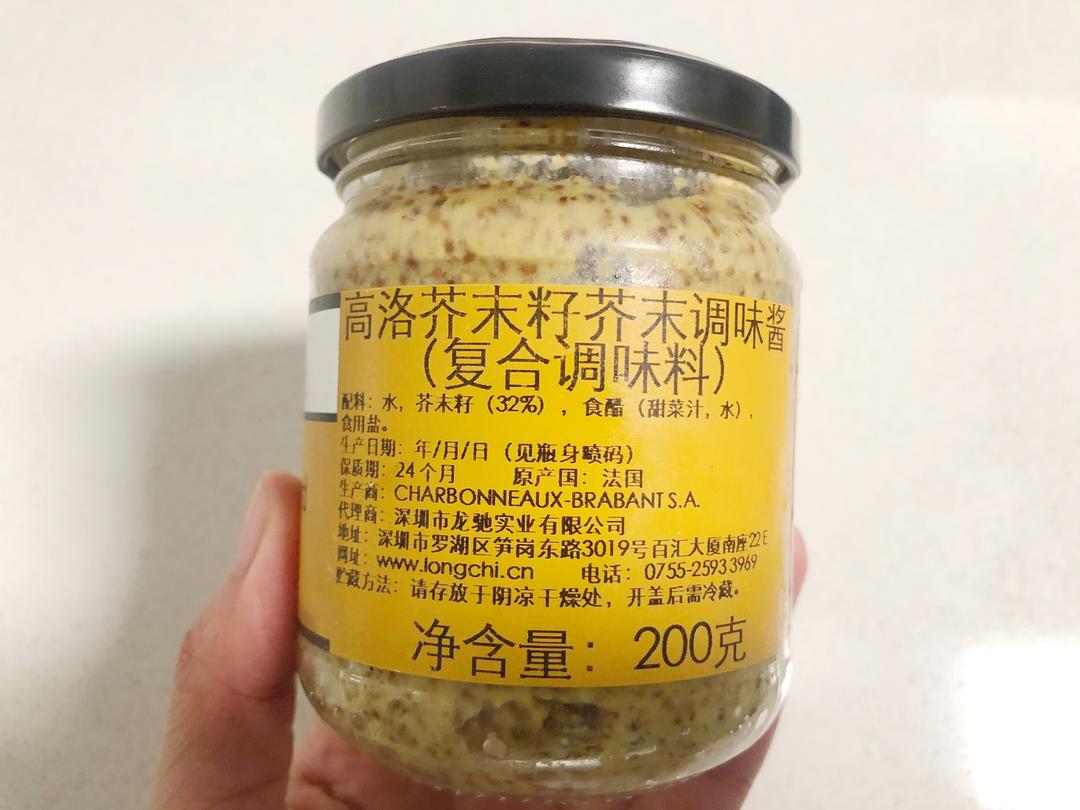 高洛芥末籽芥末调味酱
（复合调味料）
配料：水，芥末籽（32%），食醋（甜菜汁，水），
食用盐。
生产日期：年/月/日（见瓶身喷码）
保质期：24个月 原产国：法国
生产商：CHARBONNEAUX-BRABANT S.A.
代理商：深圳市龙驰实业有限公司
地址：深圳市罗湖区笋岗东路3019号百汇大厦南座22E
网址：www.longchi.cn 电话：0755-2593 3969
贮藏方法：请存放于阴凉干燥处，开盖后需冷藏。
净含量：200克